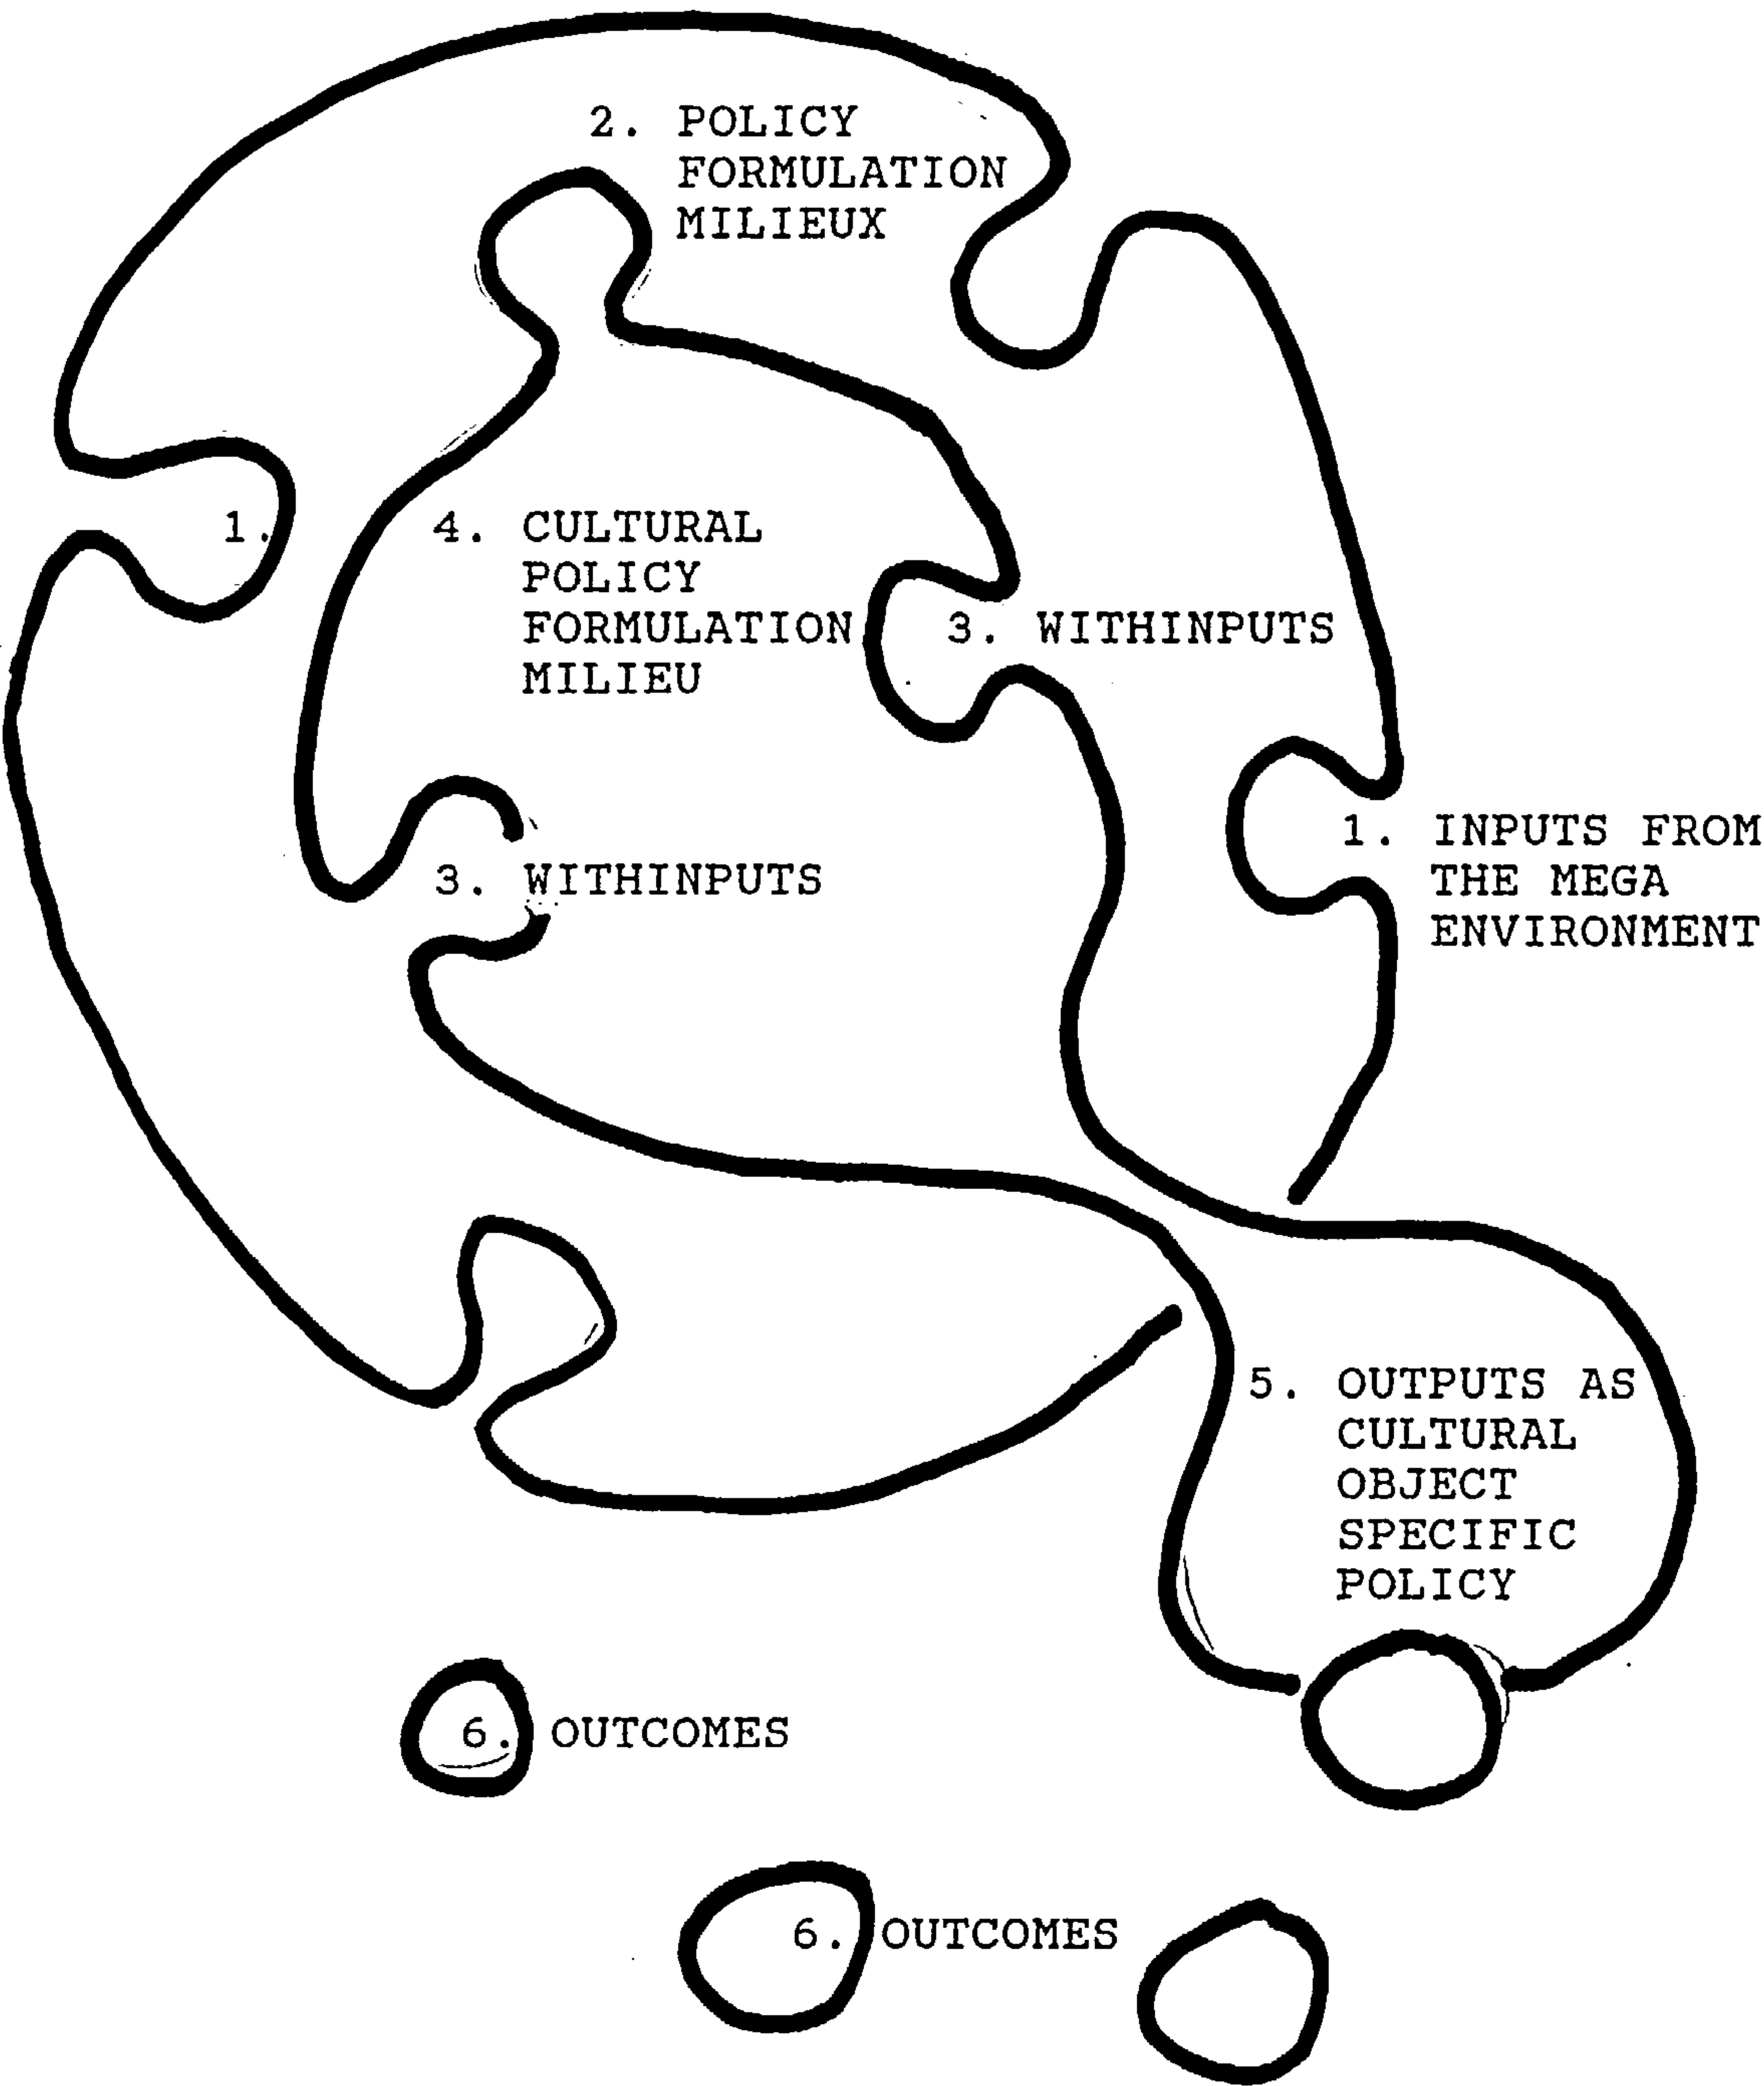 2. POLICY
FORMULATION
MILIEUX
1.
4. CULTURAL
POLICY
FORMULATION
MILIEU
3. WITHINPUTS
1. INPUTS FROM
THE MEGA
ENVIRONMENT
3. WITHINPUTS
5. OUTPUTS AS
CULTURAL
OBJECT
SPECIFIC
POLICY
6. OUTCOMES
6. OUTCOMES